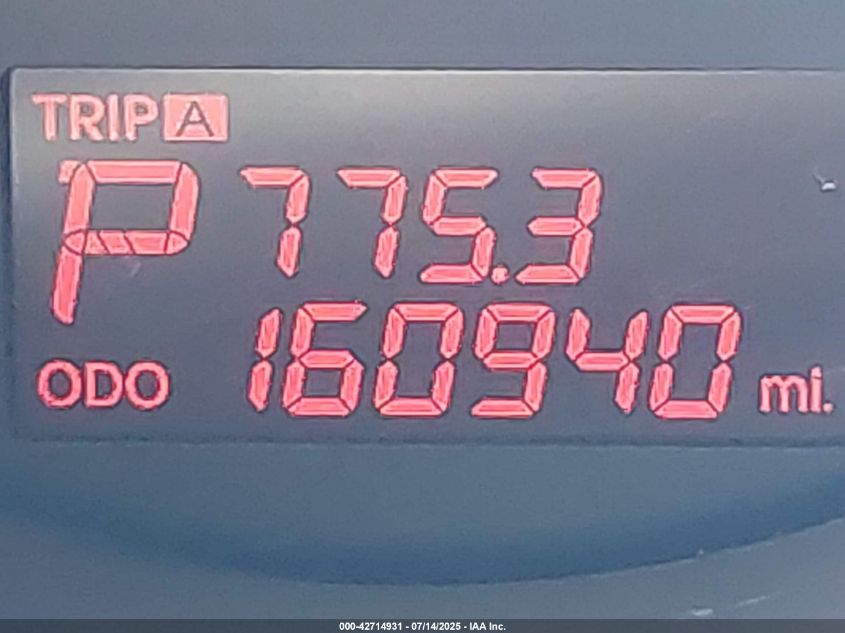 TRIP A
P 775.3
ODO 160940 mi.
000-42714931 - 07/14/2025 - IAA Inc.